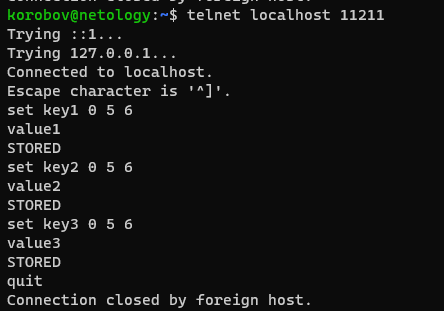 Connection closed by foreign host.
korobov@netology:~$ telnet localhost 11211
Trying ::1...
Trying 127.0.0.1...
Connected to localhost.
Escape character is '^]'.
set key1 0 5 6
value1
STORED
set key2 0 5 6
value2
STORED
set key3 0 5 6
value3
STORED
quit
Connection closed by foreign host.